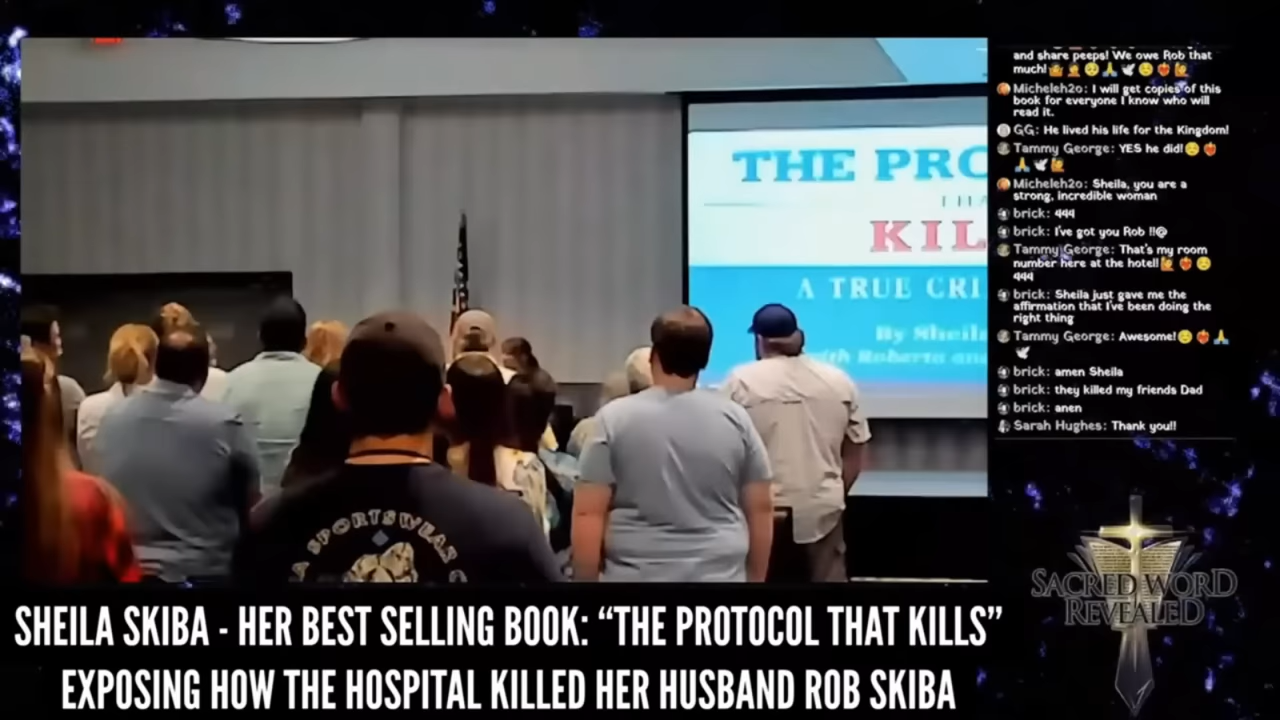 THE PRO
THA
KIL
A TRUE CRI
By Sheila
with Roberta and
SPORTSWEAR
and share peeps! We owe Rob that
much!
Micheleh2o: I will get copies of this
book for everyone I know who will
read it.
GG: He lived his life for the Kingdom!
Tammy George: YES he did!
Micheleh2o: Sheila, you are a
strong, incredible woman
brick: 444
brick: I've got you Rob !!@
Tammy George: That's my room
number here at the hotel!!
444
brick: Sheila just gave me the
affirmation that I've been doing the
right thing
Tammy George: Awesome!
brick: amen Sheila
brick: they killed my friends Dad
brick: anen
Sarah Hughes: Thank you!!
SACRED WORD
REVEALED
SHEILA SKIBA - HER BEST SELLING BOOK: “THE PROTOCOL THAT KILLS”
EXPOSING HOW THE HOSPITAL KILLED HER HUSBAND ROB SKIBA